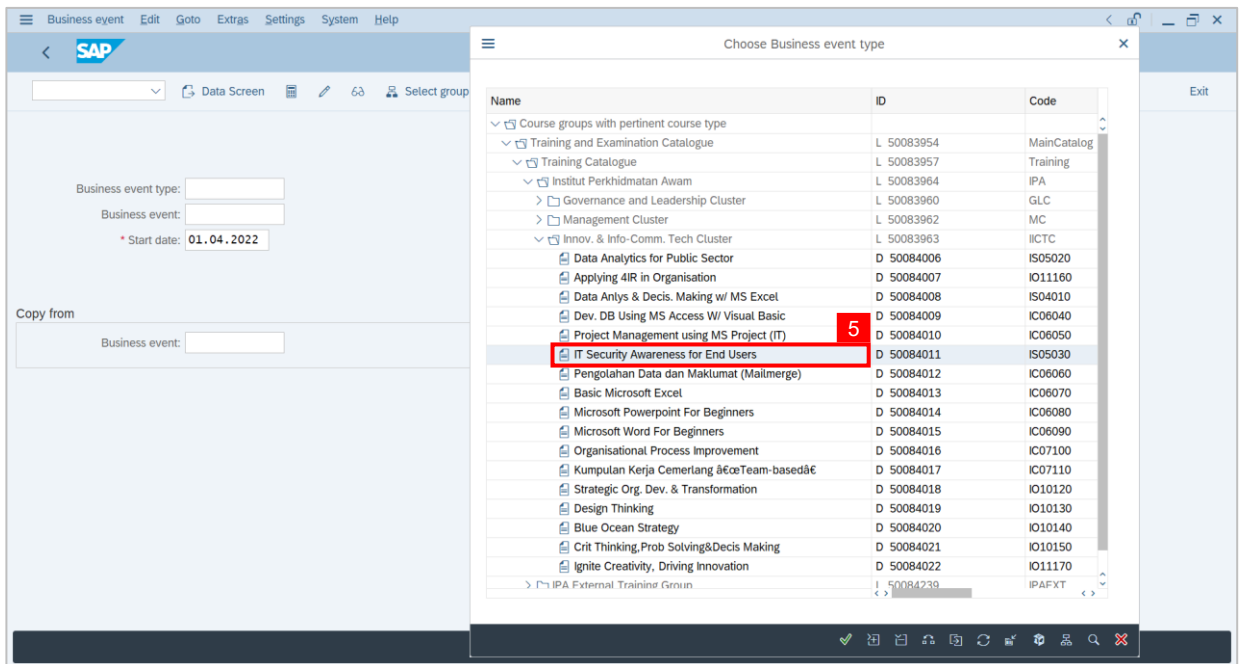 Business event Edit Goto Extras Settings System Help
SAP
Choose Business event type
Data Screen Select group Exit
Name ID Code
Course groups with pertinent course type
Training and Examination Catalogue L 50083954 MainCatalog
Training Catalogue L 50083957 Training
Business event type: Institut Perkhidmatan Awam L 50083964 IPA
Governance and Leadership Cluster L 50083960 GLC
Business event: Management Cluster L 50083962 MC
* Start date: 01.04.2022 Innov. & Info-Comm. Tech Cluster L 50083963 IICTC
Data Analytics for Public Sector D 50084006 IS05020
Applying 4IR in Organisation D 50084007 IO11160
Data Anlys & Decis. Making w/ MS Excel D 50084008 IS04010
Copy from Dev. DB Using MS Access W/ Visual Basic D 50084009 IC06040
5
Business event: Project Management using MS Project (IT) D 50084010 IC06050
IT Security Awareness for End Users D 50084011 IS05030
Pengolahan Data dan Maklumat (Mailmerge) D 50084012 IC06060
Basic Microsoft Excel D 50084013 IC06070
Microsoft Powerpoint For Beginners D 50084014 IC06080
Microsoft Word For Beginners D 50084015 IC06090
Organisational Process Improvement D 50084016 IC07100
Kumpulan Kerja Cemerlang â€œTeam-basedâ€ D 50084017 IC07110
Strategic Org. Dev. & Transformation D 50084018 IO10120
Design Thinking D 50084019 IO10130
Blue Ocean Strategy D 50084020 IO10140
Crit Thinking,Prob Solving&Decis Making D 50084021 IO10150
Ignite Creativity, Driving Innovation D 50084022 IO11170
IPA External Training Group L 50084239 IPAEXT